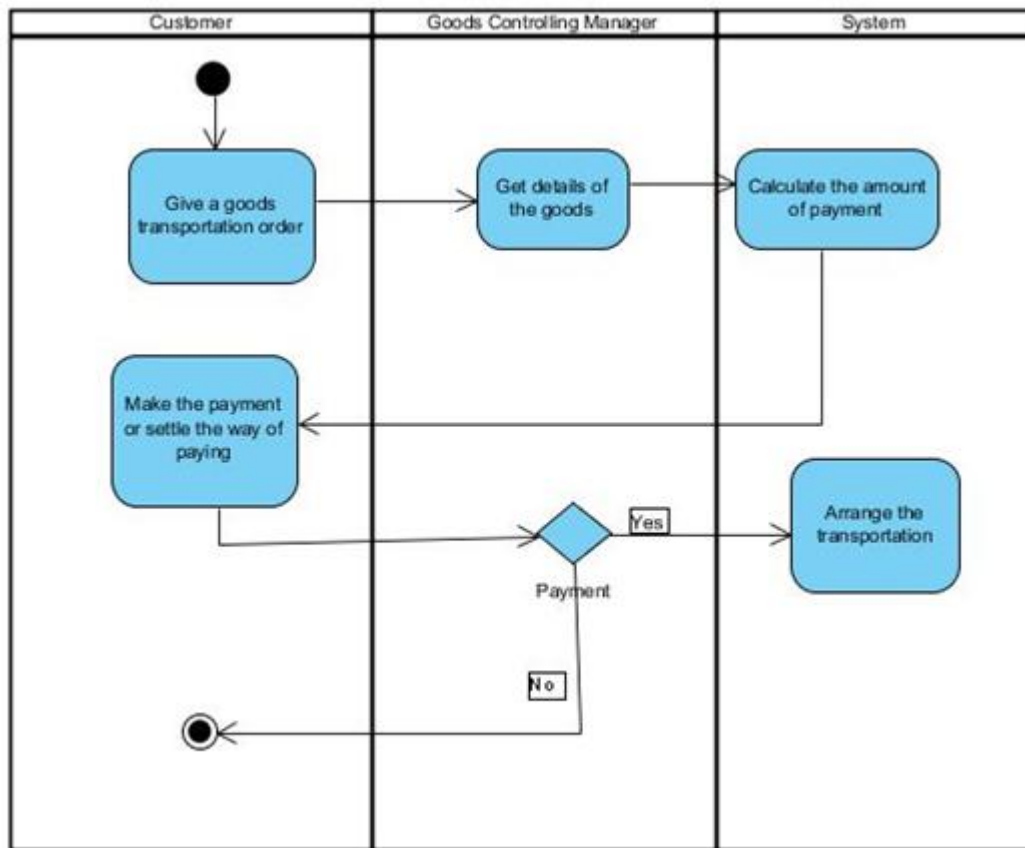 Customer
Goods Controlling Manager
System
Give a goods
transportation order
Get details of
the goods
Calculate the amount
of payment
Make the payment
or settle the way of
paying
Yes
Arrange the
transportation
Payment
No